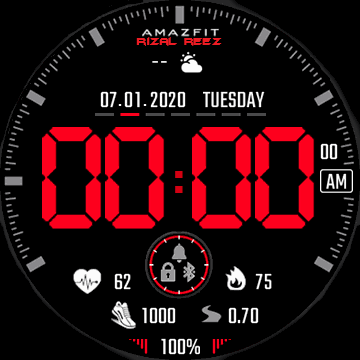 AMAZFIT
RIZAL REEZ
--
07.01.2020 TUESDAY
00:00 00 AM
62 75
1000 0.70
100%